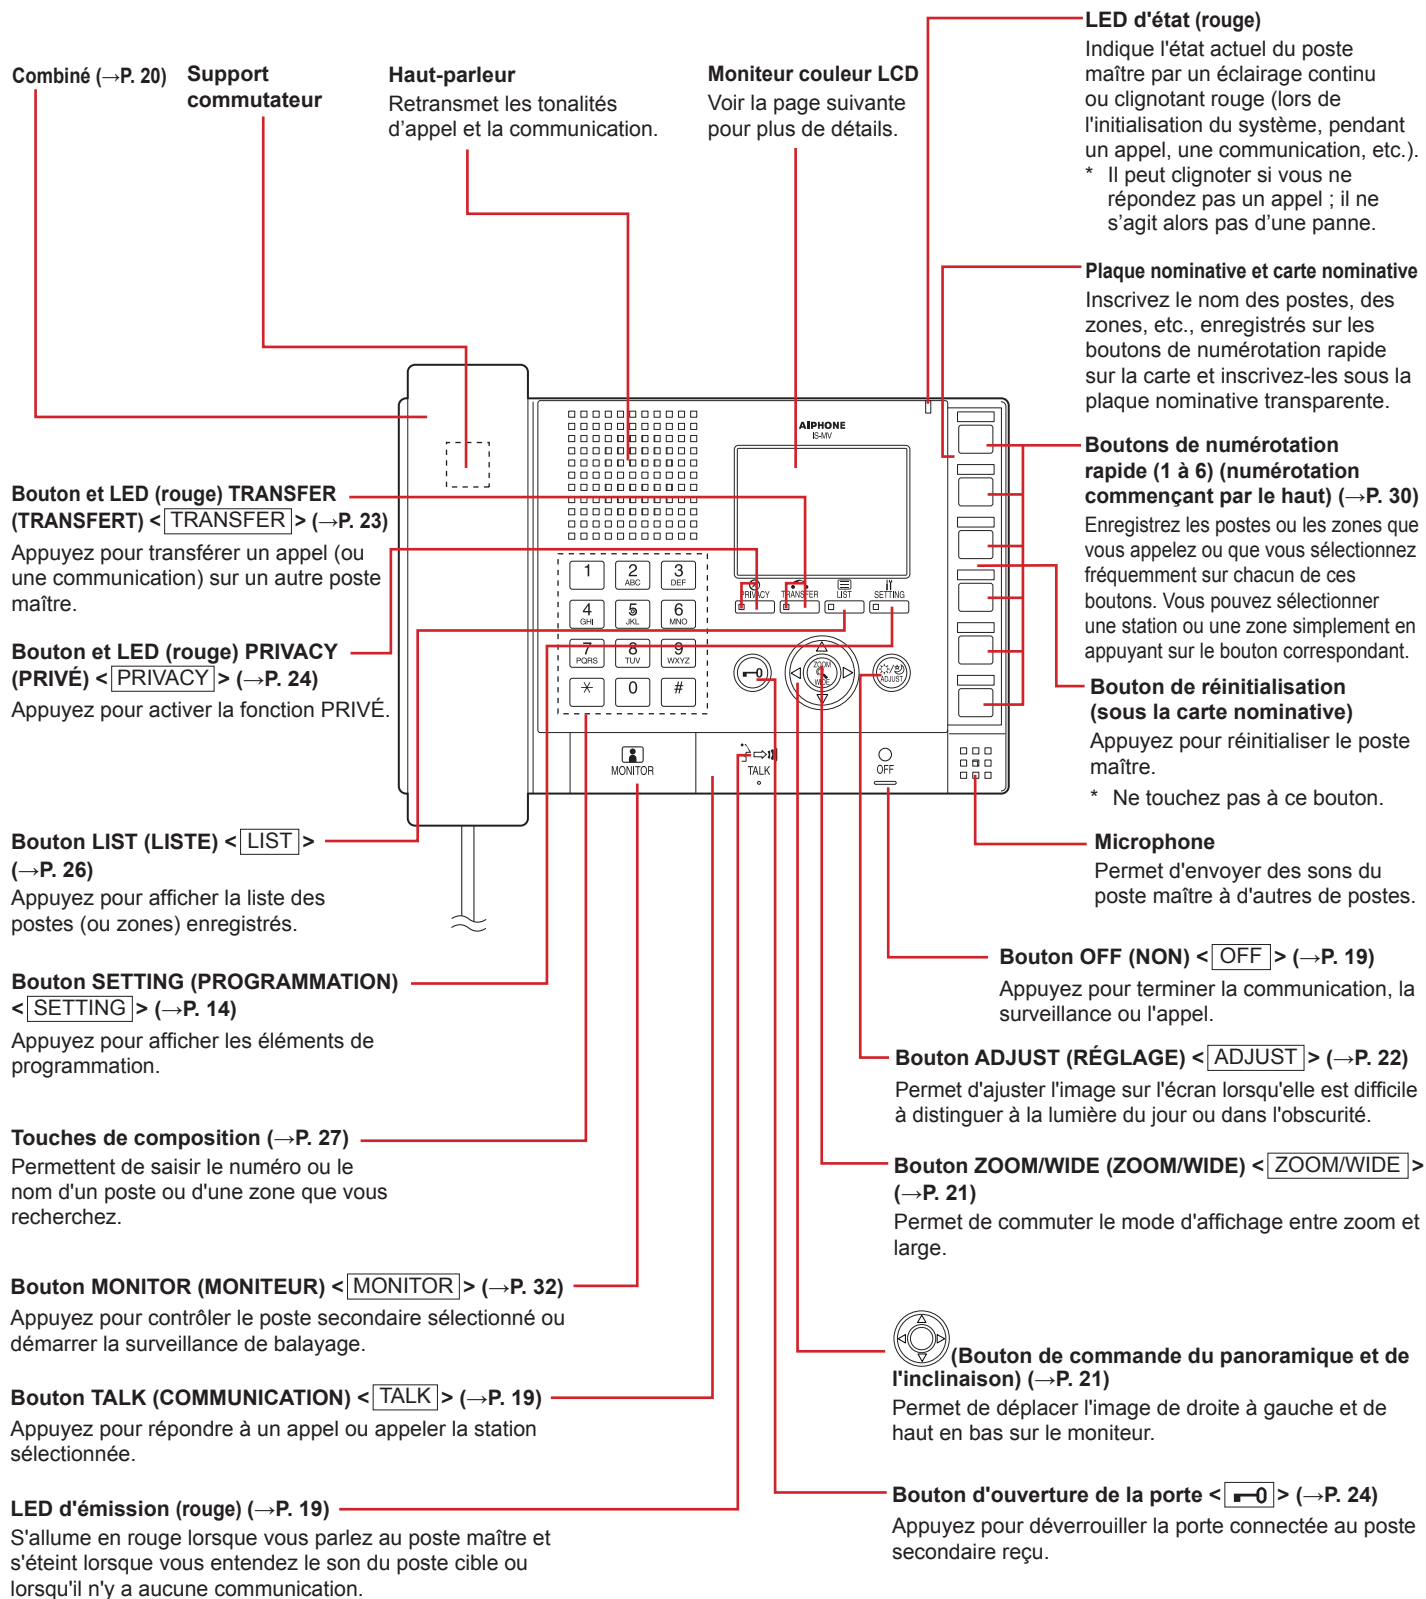 Combiné (→P. 20)
Support
commutateur
Haut-parleur
Retransmet les tonalités
d’appel et la communication.
Moniteur couleur LCD
Voir la page suivante
pour plus de détails.
LED d'état (rouge)
Indique l'état actuel du poste
maître par un éclairage continu
ou clignotant rouge (lors de
l'initialisation du système, pendant
un appel, une communication, etc.).
* Il peut clignoter si vous ne
répondez pas un appel ; il ne
s’agit alors pas d’une panne.
Plaque nominative et carte nominative
Inscrivez le nom des postes, des
zones, etc., enregistrés sur les
boutons de numérotation rapide
sur la carte et inscrivez-les sous la
plaque nominative transparente.
Boutons de numérotation
rapide (1 à 6) (numérotation
commençant par le haut) (→P. 30)
Enregistrez les postes ou les zones que
vous appelez ou que vous sélectionnez
fréquemment sur chacun de ces
boutons. Vous pouvez sélectionner
une station ou une zone simplement en
appuyant sur le bouton correspondant.
Bouton de réinitialisation
(sous la carte nominative)
Appuyez pour réinitialiser le poste
maître.
* Ne touchez pas à ce bouton.
Microphone
Permet d'envoyer des sons du
poste maître à d'autres de postes.
AIPHONE
IS-MV
PRIVACY TRANSFER LIST SETTING
1 2 ABC 3 DEF
4 GHI 5 JKL 6 MNO
7 PQRS 8 TUV 9 WXYZ
* 0 #
ZOOM
WIDE
ADJUST
MONITOR TALK OFF
Bouton et LED (rouge) TRANSFER
(TRANSFERT) < TRANSFER > (→P. 23)
Appuyez pour transférer un appel (ou
une communication) sur un autre poste
maître.
Bouton et LED (rouge) PRIVACY
(PRIVÉ) < PRIVACY > (→P. 24)
Appuyez pour activer la fonction PRIVÉ.
Bouton LIST (LISTE) < LIST >
(→P. 26)
Appuyez pour afficher la liste des
postes (ou zones) enregistrés.
Bouton SETTING (PROGRAMMATION)
< SETTING > (→P. 14)
Appuyez pour afficher les éléments de
programmation.
Touches de composition (→P. 27)
Permettent de saisir le numéro ou le
nom d'un poste ou d'une zone que vous
recherchez.
Bouton MONITOR (MONITEUR) < MONITOR > (→P. 32)
Appuyez pour contrôler le poste secondaire sélectionné ou
démarrer la surveillance de balayage.
Bouton TALK (COMMUNICATION) < TALK > (→P. 19)
Appuyez pour répondre à un appel ou appeler la station
sélectionnée.
LED d'émission (rouge) (→P. 19)
S'allume en rouge lorsque vous parlez au poste maître et
s'éteint lorsque vous entendez le son du poste cible ou
lorsqu'il n'y a aucune communication.
Bouton OFF (NON) < OFF > (→P. 19)
Appuyez pour terminer la communication, la
surveillance ou l'appel.
Bouton ADJUST (RÉGLAGE) < ADJUST > (→P. 22)
Permet d'ajuster l'image sur l'écran lorsqu'elle est difficile
à distinguer à la lumière du jour ou dans l'obscurité.
Bouton ZOOM/WIDE (ZOOM/WIDE) < ZOOM/WIDE >
(→P. 21)
Permet de commuter le mode d'affichage entre zoom et
large.
(Bouton de commande du panoramique et de
l'inclinaison) (→P. 21)
Permet de déplacer l'image de droite à gauche et de
haut en bas sur le moniteur.
Bouton d'ouverture de la porte < > (→P. 24)
Appuyez pour déverrouiller la porte connectée au poste
secondaire reçu.